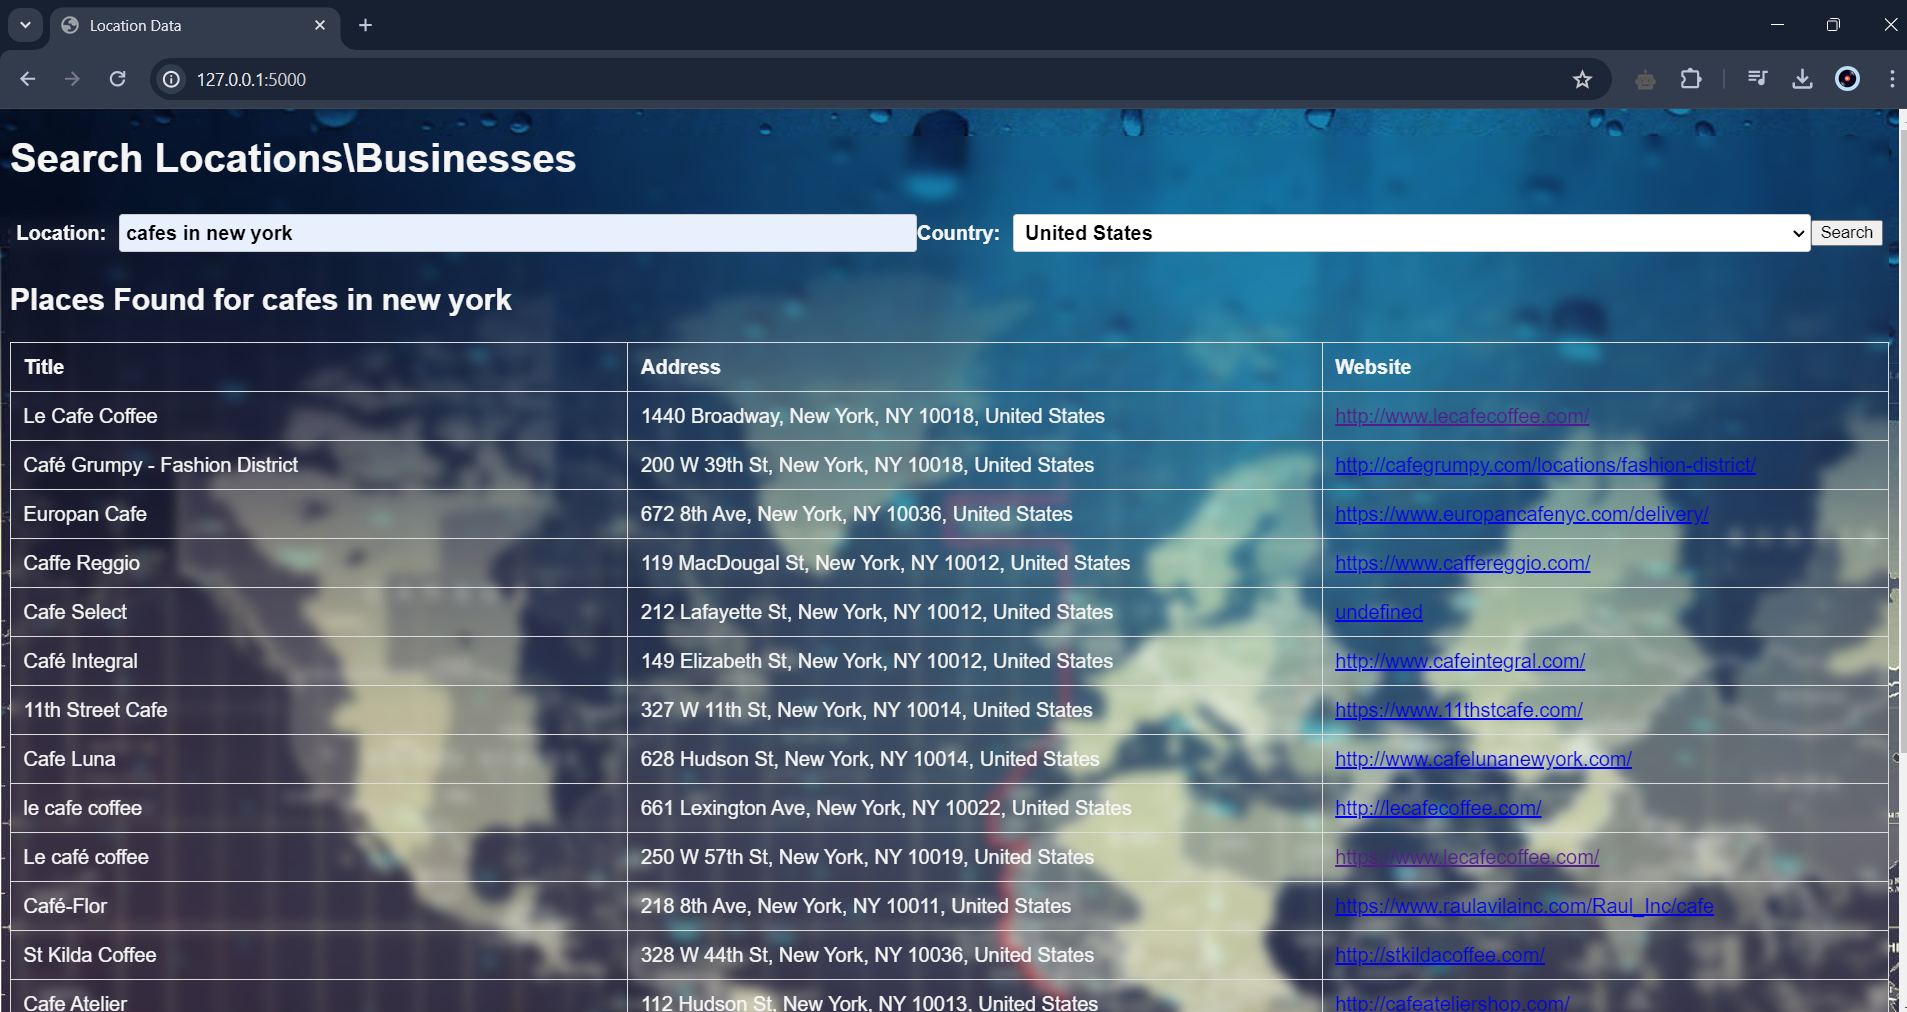 Location Data
127.0.0.1:5000
Search Locations\Businesses
Location: cafes in new york Country: United States Search
Places Found for cafes in new york
Title Address Website
Le Cafe Coffee 1440 Broadway, New York, NY 10018, United States http://www.lecafecoffee.com/
Café Grumpy - Fashion District 200 W 39th St, New York, NY 10018, United States http://cafegrumpy.com/locations/fashion-district/
Europan Cafe 672 8th Ave, New York, NY 10036, United States https://www.europancafenyc.com/delivery/
Caffe Reggio 119 MacDougal St, New York, NY 10012, United States https://www.caffereggio.com/
Cafe Select 212 Lafayette St, New York, NY 10012, United States undefined
Café Integral 149 Elizabeth St, New York, NY 10012, United States http://www.cafeintegral.com/
11th Street Cafe 327 W 11th St, New York, NY 10014, United States https://www.11thstcafe.com/
Cafe Luna 628 Hudson St, New York, NY 10014, United States http://www.cafelunanewyork.com/
le cafe coffee 661 Lexington Ave, New York, NY 10022, United States http://lecafecoffee.com/
Le café coffee 250 W 57th St, New York, NY 10019, United States https://www.lecafecoffee.com/
Café-Flor 218 8th Ave, New York, NY 10011, United States https://www.raulavilainc.com/Raul_Inc/cafe
St Kilda Coffee 328 W 44th St, New York, NY 10036, United States http://stkildacoffee.com/
Cafe Atelier 112 Hudson St, New York, NY 10013, United States http://cafeateliershop.com/